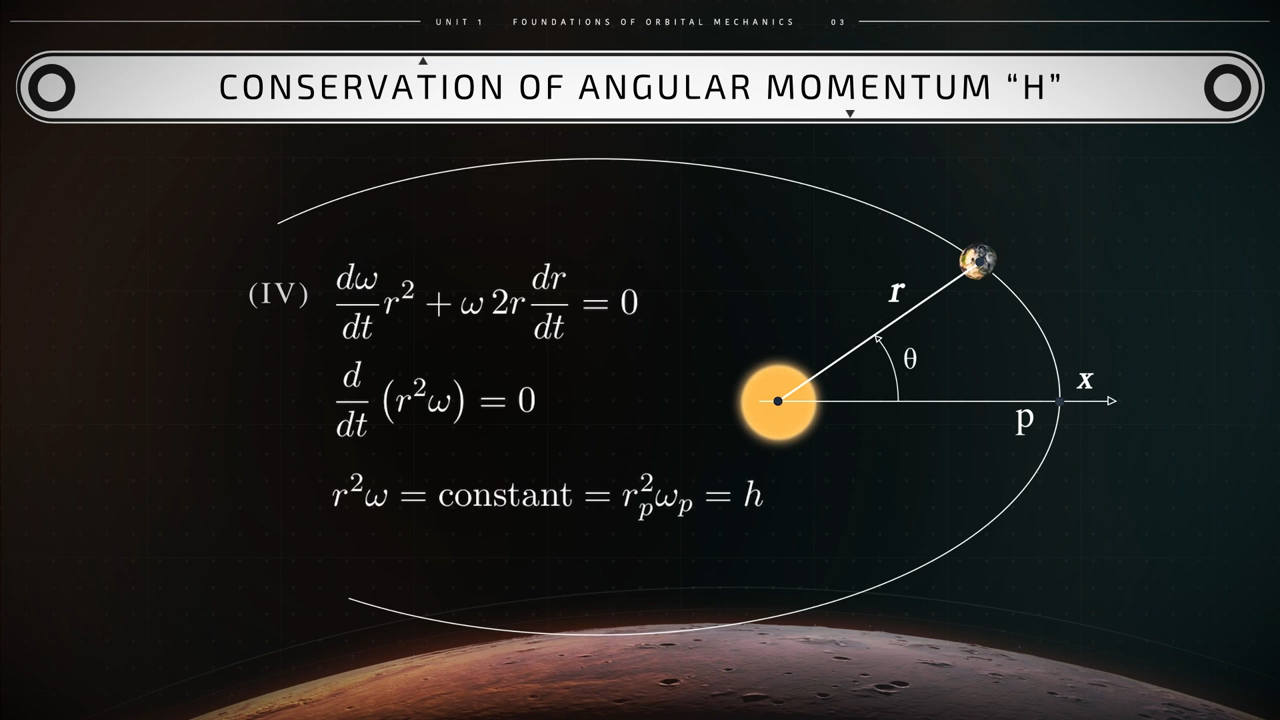 UNIT 1 FOUNDATIONS OF ORBITAL MECHANICS 03
CONSERVATION OF ANGULAR MOMENTUM “H”
(IV) dω/dt r² + ω 2r dr/dt = 0
d/dt (r²ω) = 0
r²ω = constant = r_p²ω_p = h
r
θ
x
p